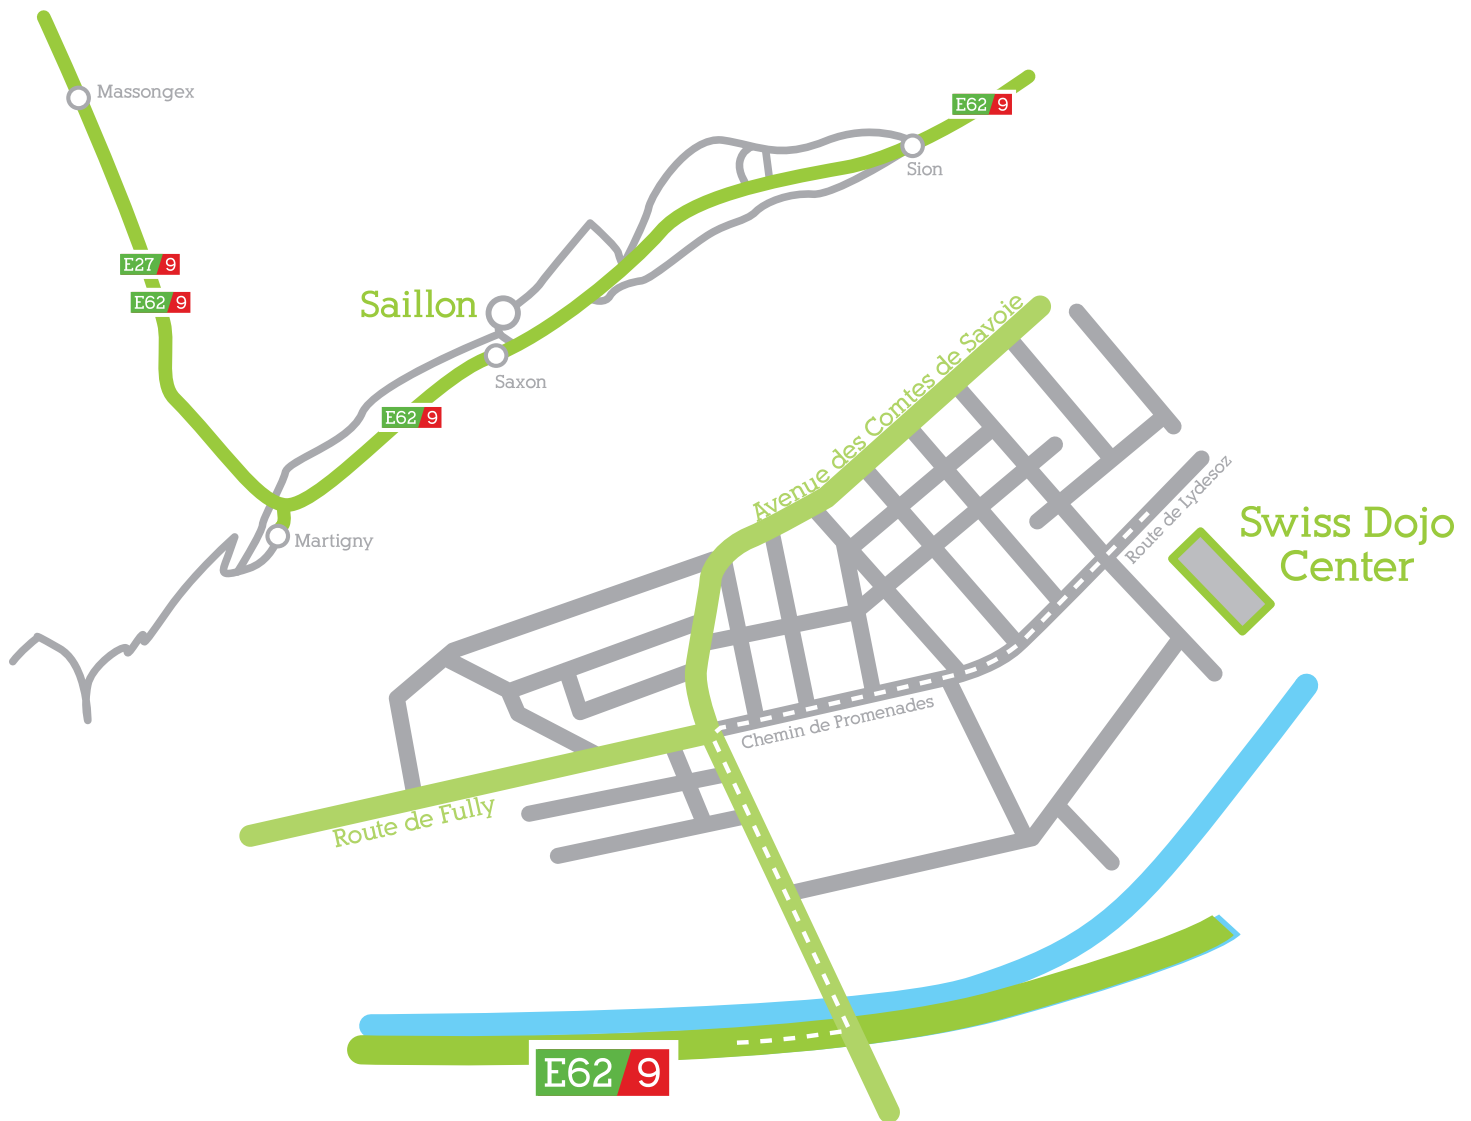 Massongex
E62 9
Sion
E27 9
E62 9
Saillon
Saxon
E62 9
Martigny
Avenue des Comtes de Savoie
Route de Lydesoz
Swiss Dojo
Center
Chemin de Promenades
Route de Fully
E62 9